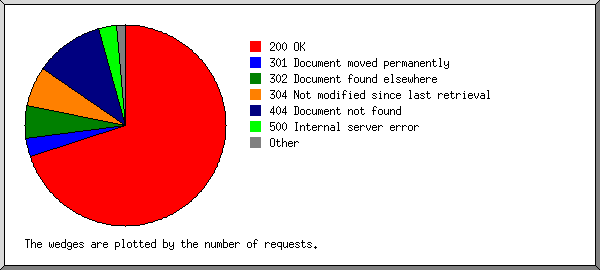 200 OK
301 Document moved permanently
302 Document found elsewhere
304 Not modified since last retrieval
404 Document not found
500 Internal server error
Other
The wedges are plotted by the number of requests.